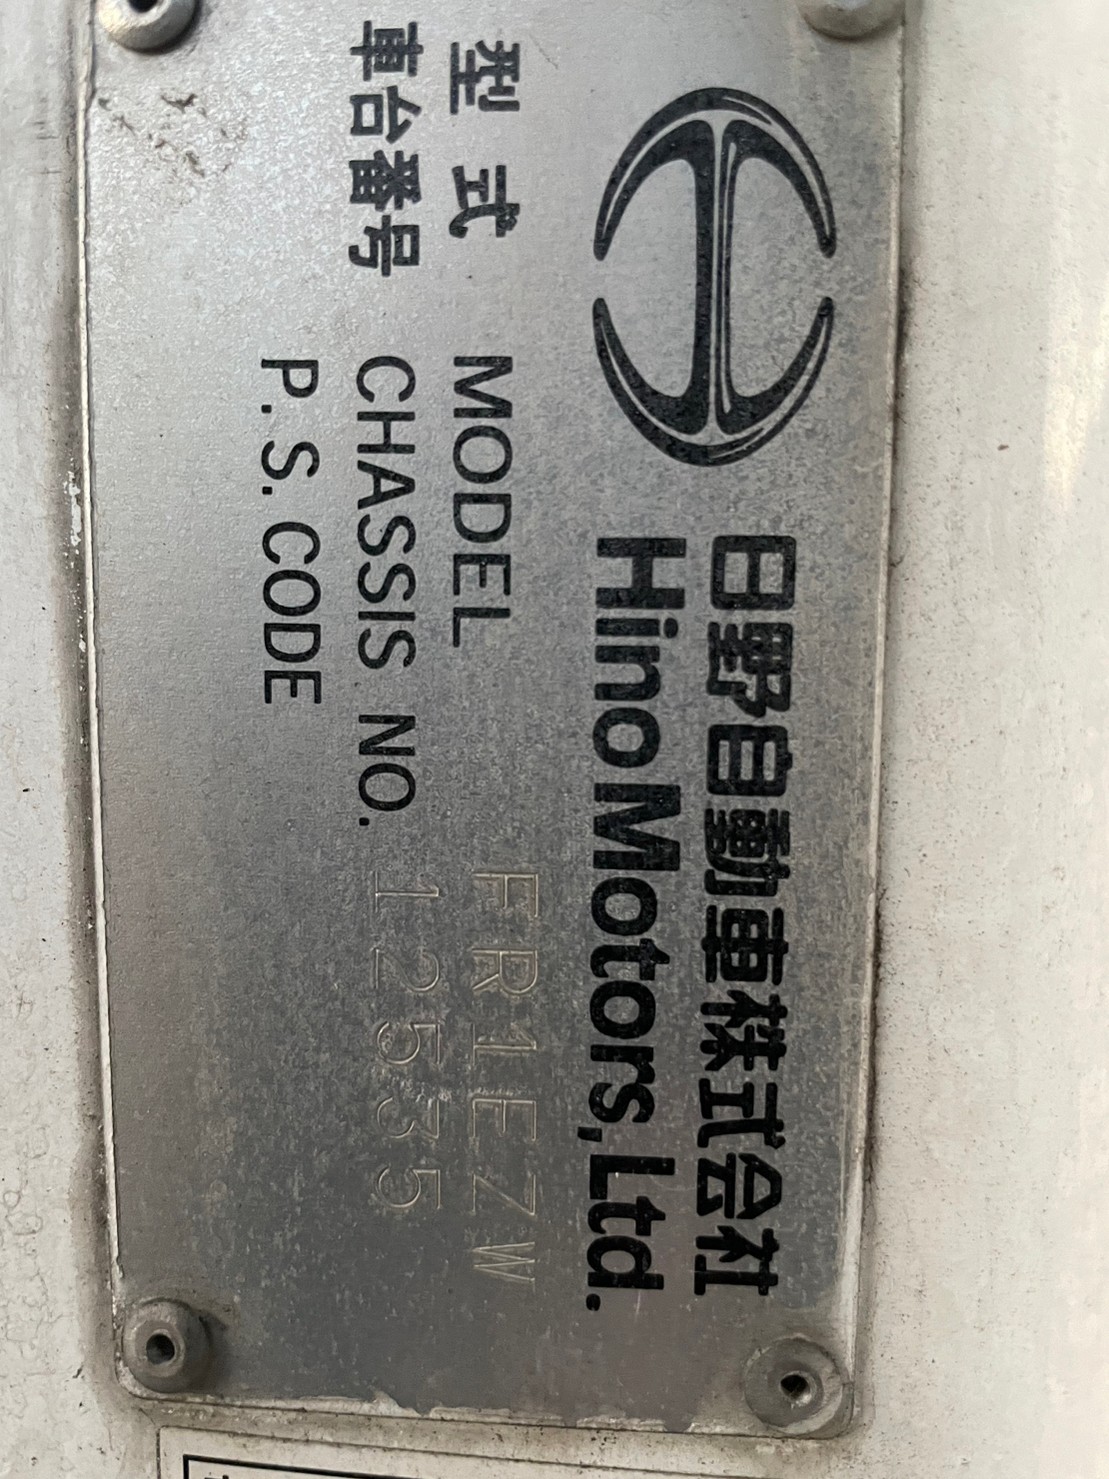 日野自動車株式会社
Hino Motors, Ltd.
型式 MODEL FR1EZW
車台番号 CHASSIS NO. 12535
P.S. CODE